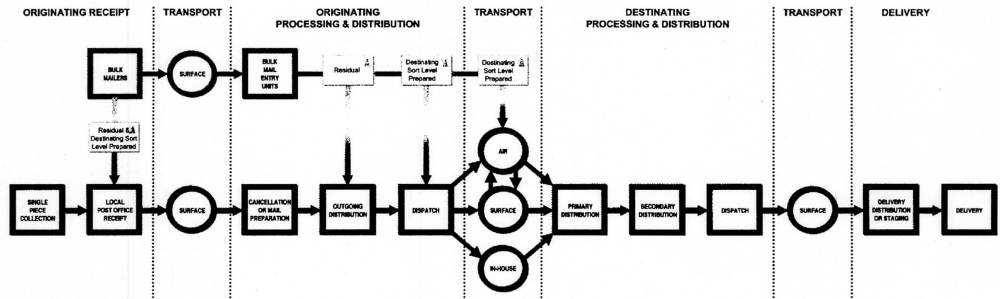 ORIGINATING RECEIPT
TRANSPORT
ORIGINATING
PROCESSING & DISTRIBUTION
TRANSPORT
DESTINATING
PROCESSING & DISTRIBUTION
TRANSPORT
DELIVERY
BULK
MAILERS
SURFACE
BULK
MAIL
ENTRY
UNITS
Residual
Destinating
Sort Level
Prepared
Destinating
Sort Level
Prepared
Residual &
Destinating Sort
Level Prepared
AIR
SINGLE
PIECE
COLLECTION
LOCAL
POST OFFICE
RECEIPT
SURFACE
CANCELLATION
OR MAIL
PREPARATION
OUTGOING
DISTRIBUTION
DISPATCH
SURFACE
PRIMARY
DISTRIBUTION
SECONDARY
DISTRIBUTION
DISPATCH
SURFACE
DELIVERY
DISTRIBUTION
OR STAGING
DELIVERY
IN-HOUSE